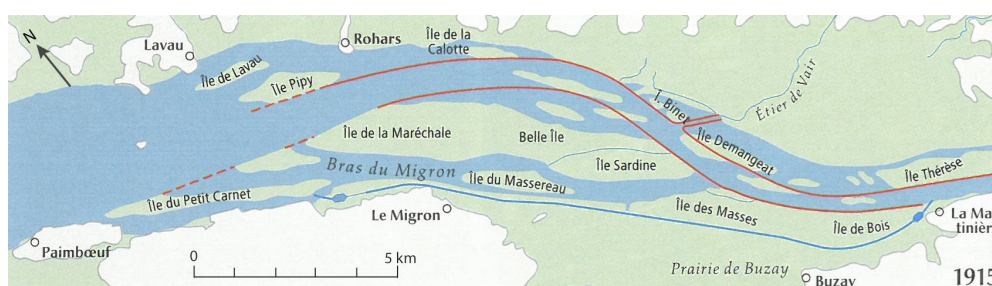 N
Lavau
Rohars
Île de la
Calotte
Île de Lavau
Île Pipy
I. Binet
Étier de Vair
Île de la Maréchale
Belle Île
Île Demangeat
Bras du Migron
Île Sardine
Île Thérèse
Île du Massereau
Île du Petit Carnet
Le Migron
Île des Masses
Île de Bois
La Ma
tinièr
Paimbœuf
0
5 km
Prairie de Buzay
Buzay
1915